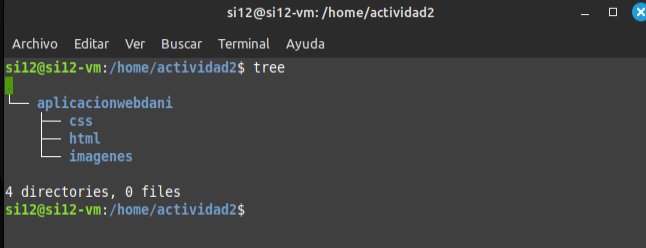 si12@si12-vm: /home/actividad2
Archivo Editar Ver Buscar Terminal Ayuda
si12@si12-vm:/home/actividad2$ tree
.
└── aplicacionwebdani
    ├── css
    ├── html
    └── imagenes
4 directories, 0 files
si12@si12-vm:/home/actividad2$